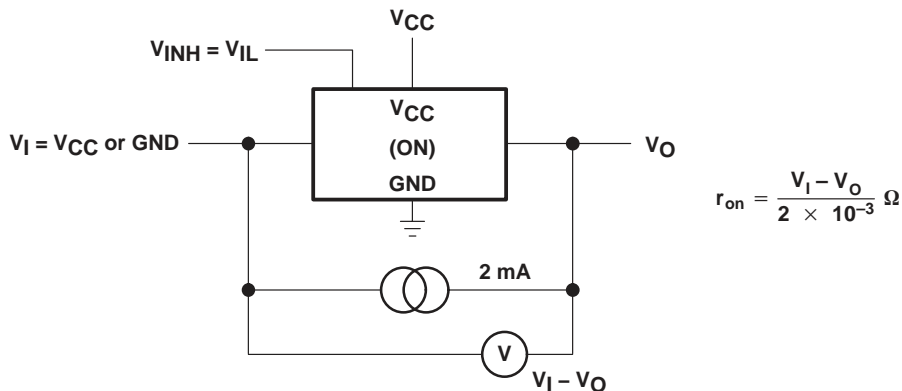 VCC
VINH = VIL
VCC
VI = VCC or GND
(ON)
VO
GND
ron = VI – VO / 2 × 10–3 Ω
2 mA
V
VI – VO